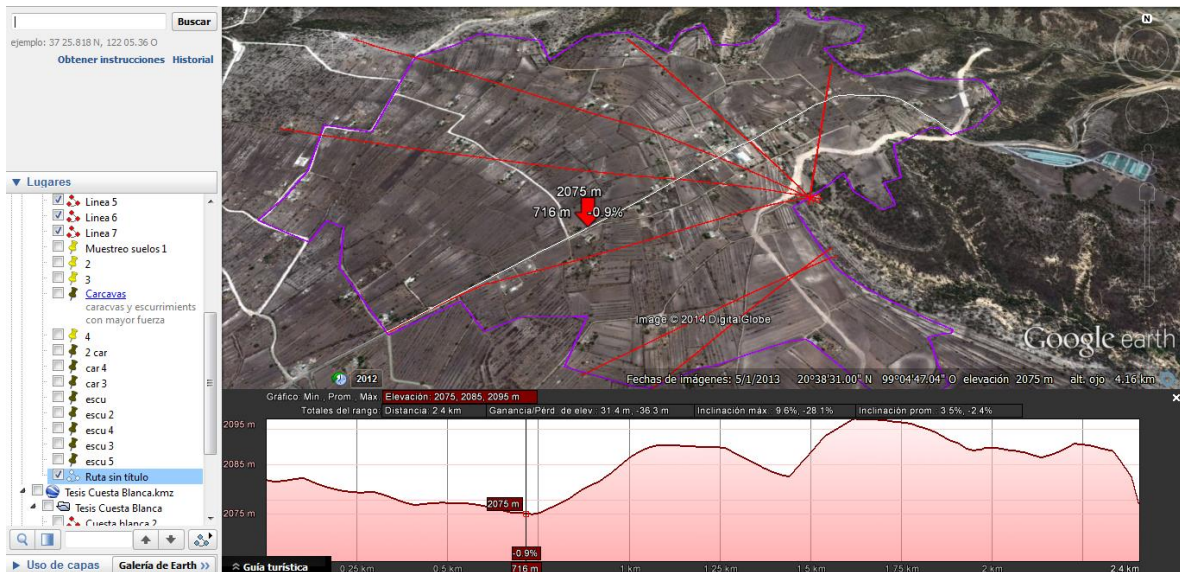 Buscar
ejemplo: 37 25.818 N, 122 05.36 O
Obtener instrucciones Historial
Lugares
Linea 5
Linea 6
Linea 7
Muestreo suelos 1
2
3
Carcavas
caracvas y escurrimients
con mayor fuerza
4
2 car
car 4
car 3
escu
escu 2
escu 4
escu 3
escu 5
Ruta sin título
Tesis Cuesta Blanca.kmz
Tesis Cuesta Blanca
Cuesta blanca 2
Uso de capas Galería de Earth >>
N
2075 m
716 m -0.9%
Image © 2014 DigitalGlobe
Google earth
2012
Fechas de imágenes: 5/1/2013 20°38'31.00" N 99°04'47.04" O elevación 2075 m alt. ojo 4.16 km
Gráfico: Mín., Prom., Máx. Elevación: 2075, 2085, 2095 m
Totales del rango: Distancia: 2.4 km Ganancia/Pérd. de elev.: 31.4 m, -36.3 m Inclinación máx.: 9.6%, -28.1% Inclinación prom.: 3.5%, -2.4%
2095 m
2085 m
2075 m
2075 m
-0.9%
Guía turística
0.25 km 0.5 km 716 m 1 km 1.25 km 1.5 km 1.75 km 2 km 2.4 km